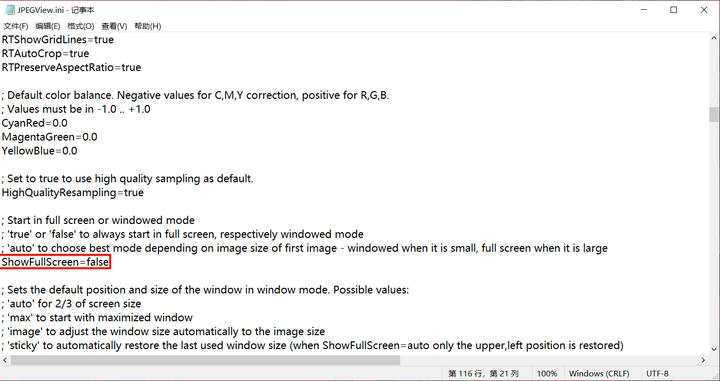 JPEGView.ini - 记事本
文件(F) 编辑(E) 格式(O) 查看(V) 帮助(H)
RTShowGridLines=true
RTAutoCrop=true
RTPreserveAspectRatio=true
; Default color balance. Negative values for C,M,Y correction, positive for R,G,B.
; Values must be in -1.0 .. +1.0
CyanRed=0.0
MagentaGreen=0.0
YellowBlue=0.0
; Set to true to use high quality sampling as default.
HighQualityResampling=true
; Start in full screen or windowed mode
; 'true' or 'false' to always start in full screen, respectively windowed mode
; 'auto' to choose best mode depending on image size of first image - windowed when it is small, full screen when it is large
ShowFullScreen=false
; Sets the default position and size of the window in window mode. Possible values:
; 'auto' for 2/3 of screen size
; 'max' to start with maximized window
; 'image' to adjust the window size automatically to the image size
; 'sticky' to automatically restore the last used window size (when ShowFullScreen=auto only the upper,left position is restored)
第 116 行，第 21 列 100% Windows (CRLF) UTF-8